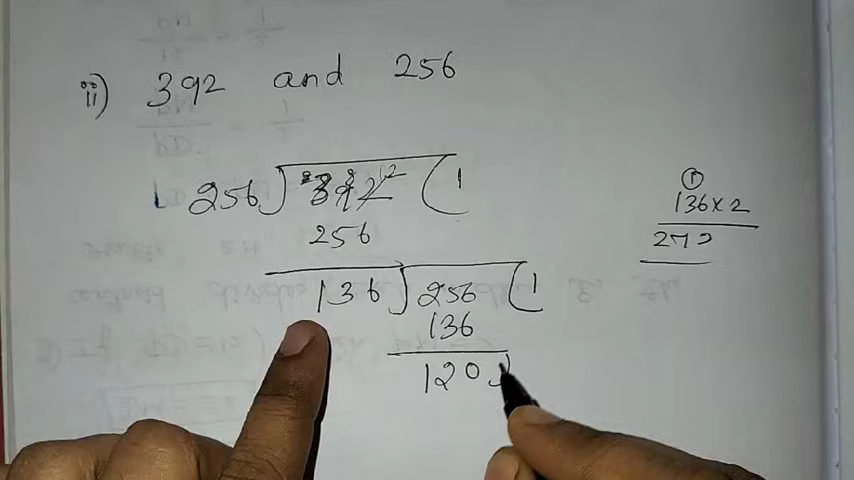 ii) 392 and 256
256) 392 ( 1
256
136) 256 ( 1
136
120)
1
136 x 2
272